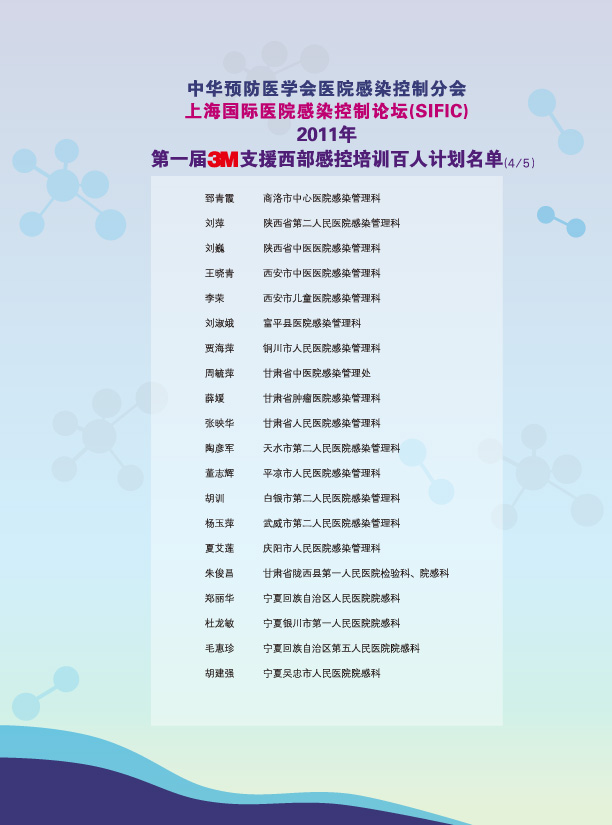 中华预防医学会医院感染控制分会
上海国际医院感染控制论坛(SIFIC)
2011年
第一届3M支援西部感控培训百人计划名单(4/5)
郅青霞 商洛市中心医院感染管理科
刘萍 陕西省第二人民医院感染管理科
刘巍 陕西省中医医院感染管理科
王晓青 西安市中医医院感染管理科
李荣 西安市儿童医院感染管理科
刘淑娥 富平县医院感染管理科
贾海萍 铜川市人民医院感染管理科
周毓萍 甘肃省中医院感染管理处
薛媛 甘肃省肿瘤医院感染管理科
张映华 甘肃省人民医院感染管理科
陶彦军 天水市第二人民医院感染管理科
董志辉 平凉市人民医院感染管理科
胡训 白银市第二人民医院感染管理科
杨玉萍 武威市第二人民医院感染管理科
夏艾莲 庆阳市人民医院感染管理科
朱俊昌 甘肃省陇西县第一人民医院检验科、院感科
郑丽华 宁夏回族自治区人民医院院感科
杜龙敏 宁夏银川市第一人民医院院感科
毛惠珍 宁夏回族自治区第五人民医院院感科
胡建强 宁夏吴忠市人民医院院感科